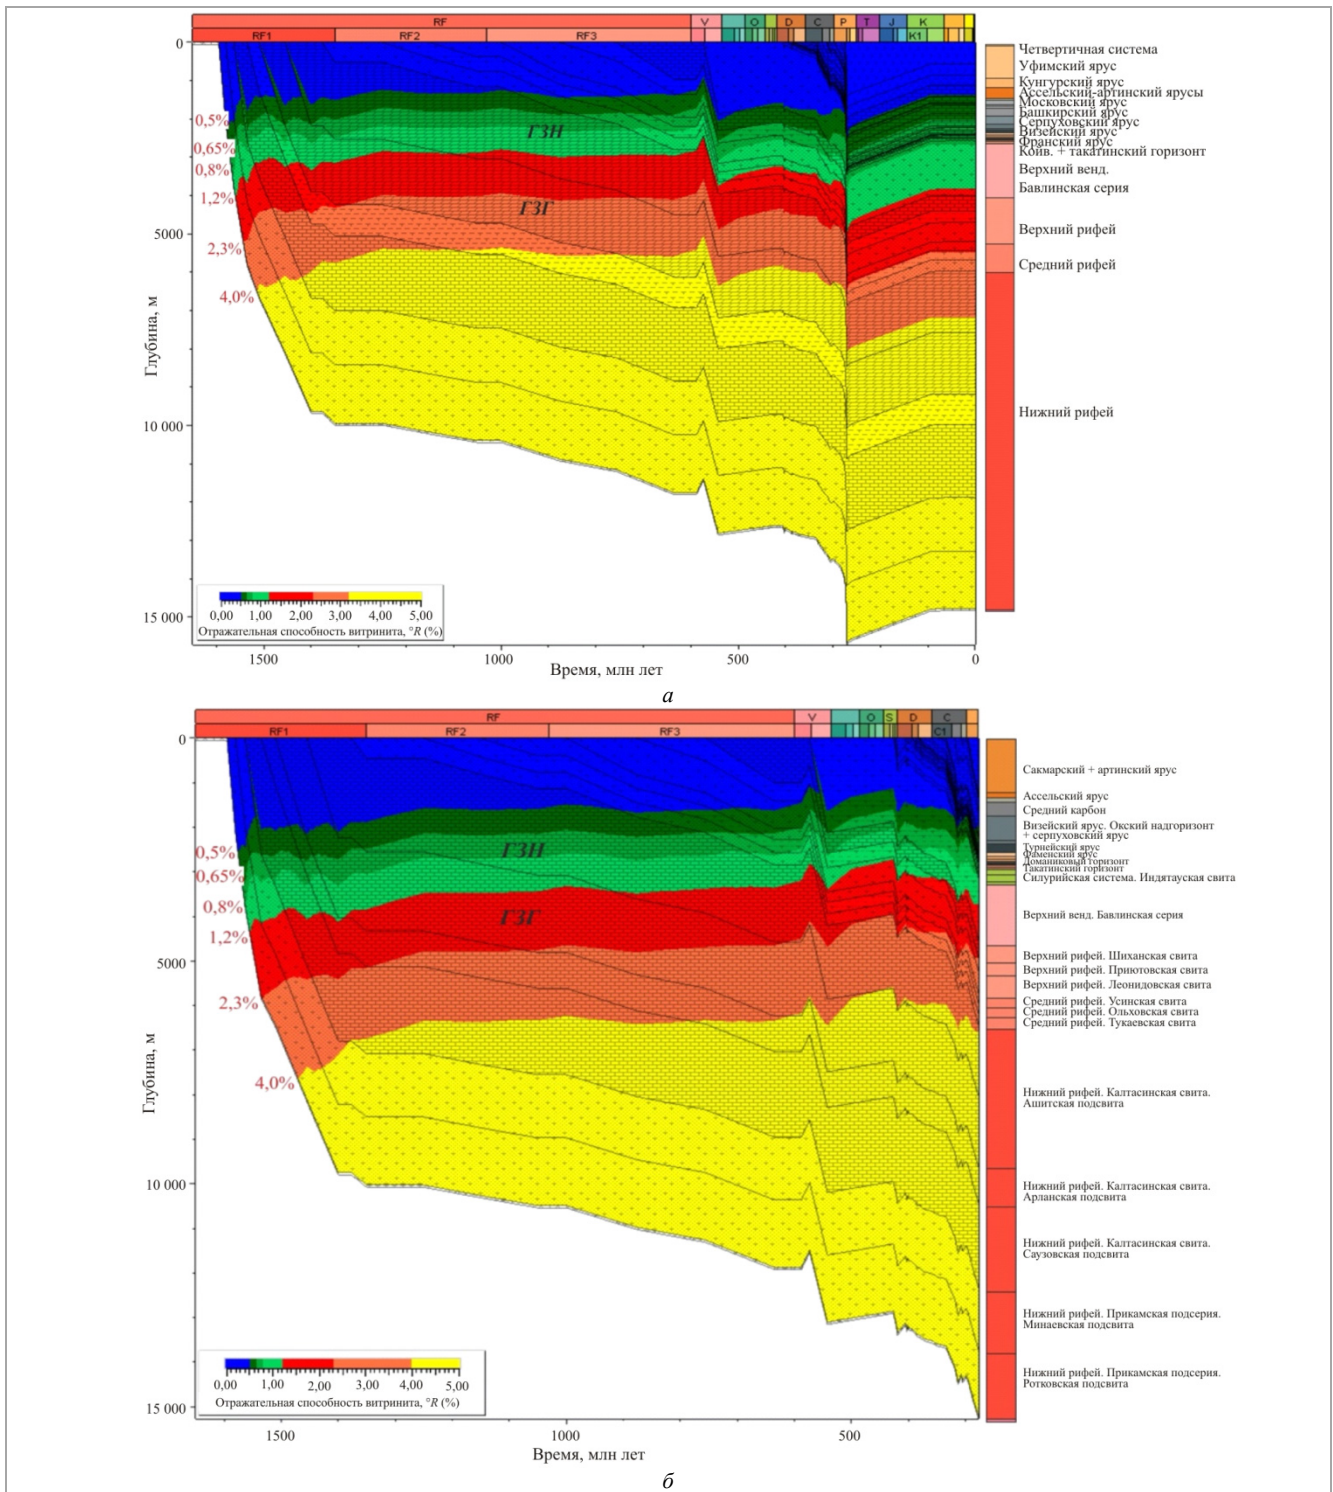 RF V O D C P T J K
RF1 RF2 RF3 K1
0
5000
10 000
15 000
Глубина, м
0,5%
0,65%
0,8%
1,2%
2,3%
4,0%
ГЗН
ГЗГ
0,00 1,00 2,00 3,00 4,00 5,00
Отражательная способность витринита, °R (%)
1500 1000 500 0
Время, млн лет
Четвертичная система
Уфимский ярус
Кунгурский ярус
Ассельский-артинский ярусы
Московский ярус
Башкирский ярус
Серпуховский ярус
Визейский ярус
Франский ярус
Койв. + такатинский горизонт
Верхний венд.
Бавлинская серия
Верхний рифей
Средний рифей
Нижний рифей
а
RF V O S D C
RF1 RF2 RF3 C1
0
5000
10 000
15 000
Глубина, м
0,5%
0,65%
0,8%
1,2%
2,3%
4,0%
ГЗН
ГЗГ
0,00 1,00 2,00 3,00 4,00 5,00
Отражательная способность витринита, °R (%)
1500 1000 500
Время, млн лет
Сакмарский + артинский ярус
Ассельский ярус
Средний карбон
Визейский ярус. Окский надгоризонт
+ серпуховский ярус
Турнейский ярус
Фаменский ярус
Доманиковый горизонт
Такатинский горизонт
Силурийская система. Индятауская свита
Верхний венд. Бавлинская серия
Верхний рифей. Шиханская свита
Верхний рифей. Приютовская свита
Верхний рифей. Леонидовская свита
Средний рифей. Усинская свита
Средний рифей. Ольховская свита
Средний рифей. Тукаевская свита
Нижний рифей. Калтасинская свита.
Ашитская подсвита
Нижний рифей. Калтасинская свита.
Арланская подсвита
Нижний рифей. Калтасинская свита.
Саузовская подсвита
Нижний рифей. Прикамская подсерия.
Минаевская подсвита
Нижний рифей. Прикамская подсерия.
Ротковская подсвита
б